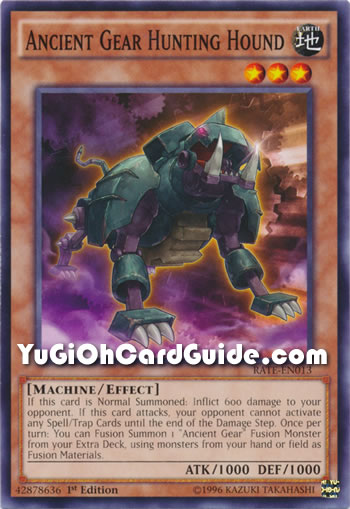 ANCIENT GEAR HUNTING HOUND
EARTH
地
YuGiOhCardGuide.com
RATE-EN013
[MACHINE/EFFECT]
If this card is Normal Summoned: Inflict 600 damage to your
opponent. If this card attacks, your opponent cannot activate
any Spell/Trap Cards until the end of the Damage Step. Once per
turn: You can Fusion Summon 1 "Ancient Gear" Fusion Monster
from your Extra Deck, using monsters from your hand or field as
Fusion Materials.
ATK/1000 DEF/1000
42878636 1st Edition ©1996 KAZUKI TAKAHASHI